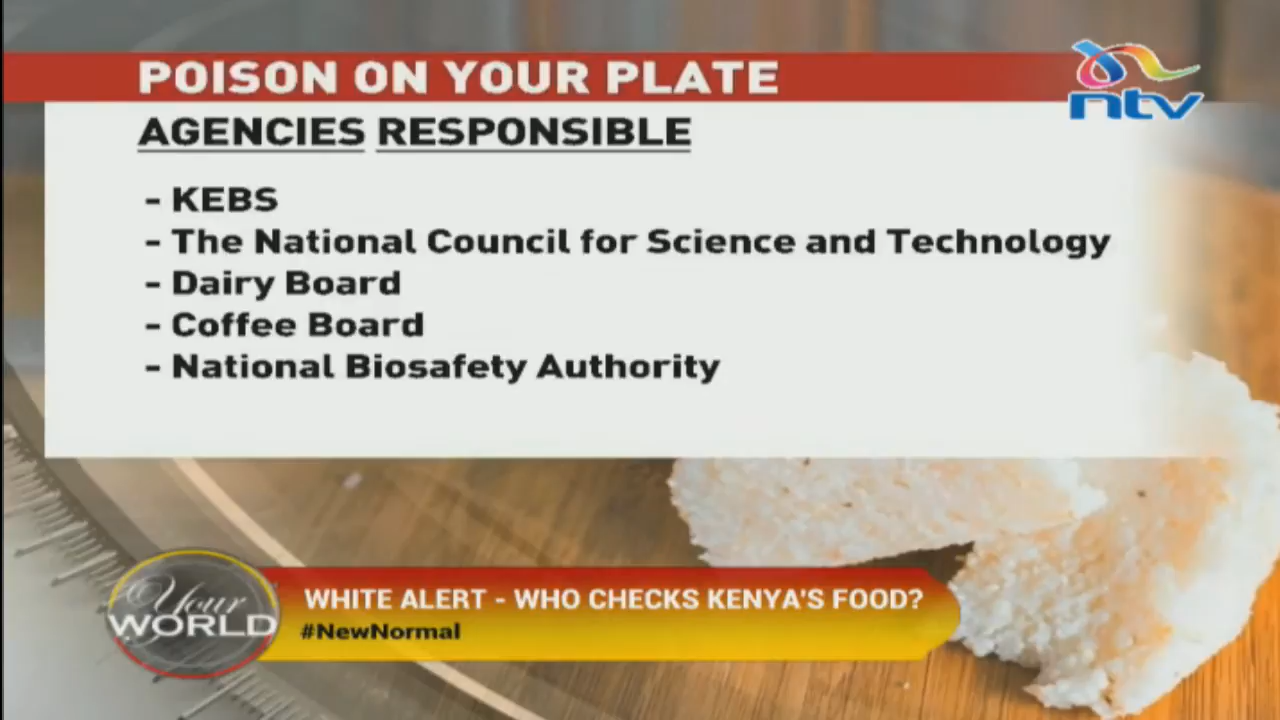 POISON ON YOUR PLATE
ntv
AGENCIES RESPONSIBLE
- KEBS
- The National Council for Science and Technology
- Dairy Board
- Coffee Board
- National Biosafety Authority
Your
WORLD
WHITE ALERT - WHO CHECKS KENYA'S FOOD?
#NewNormal